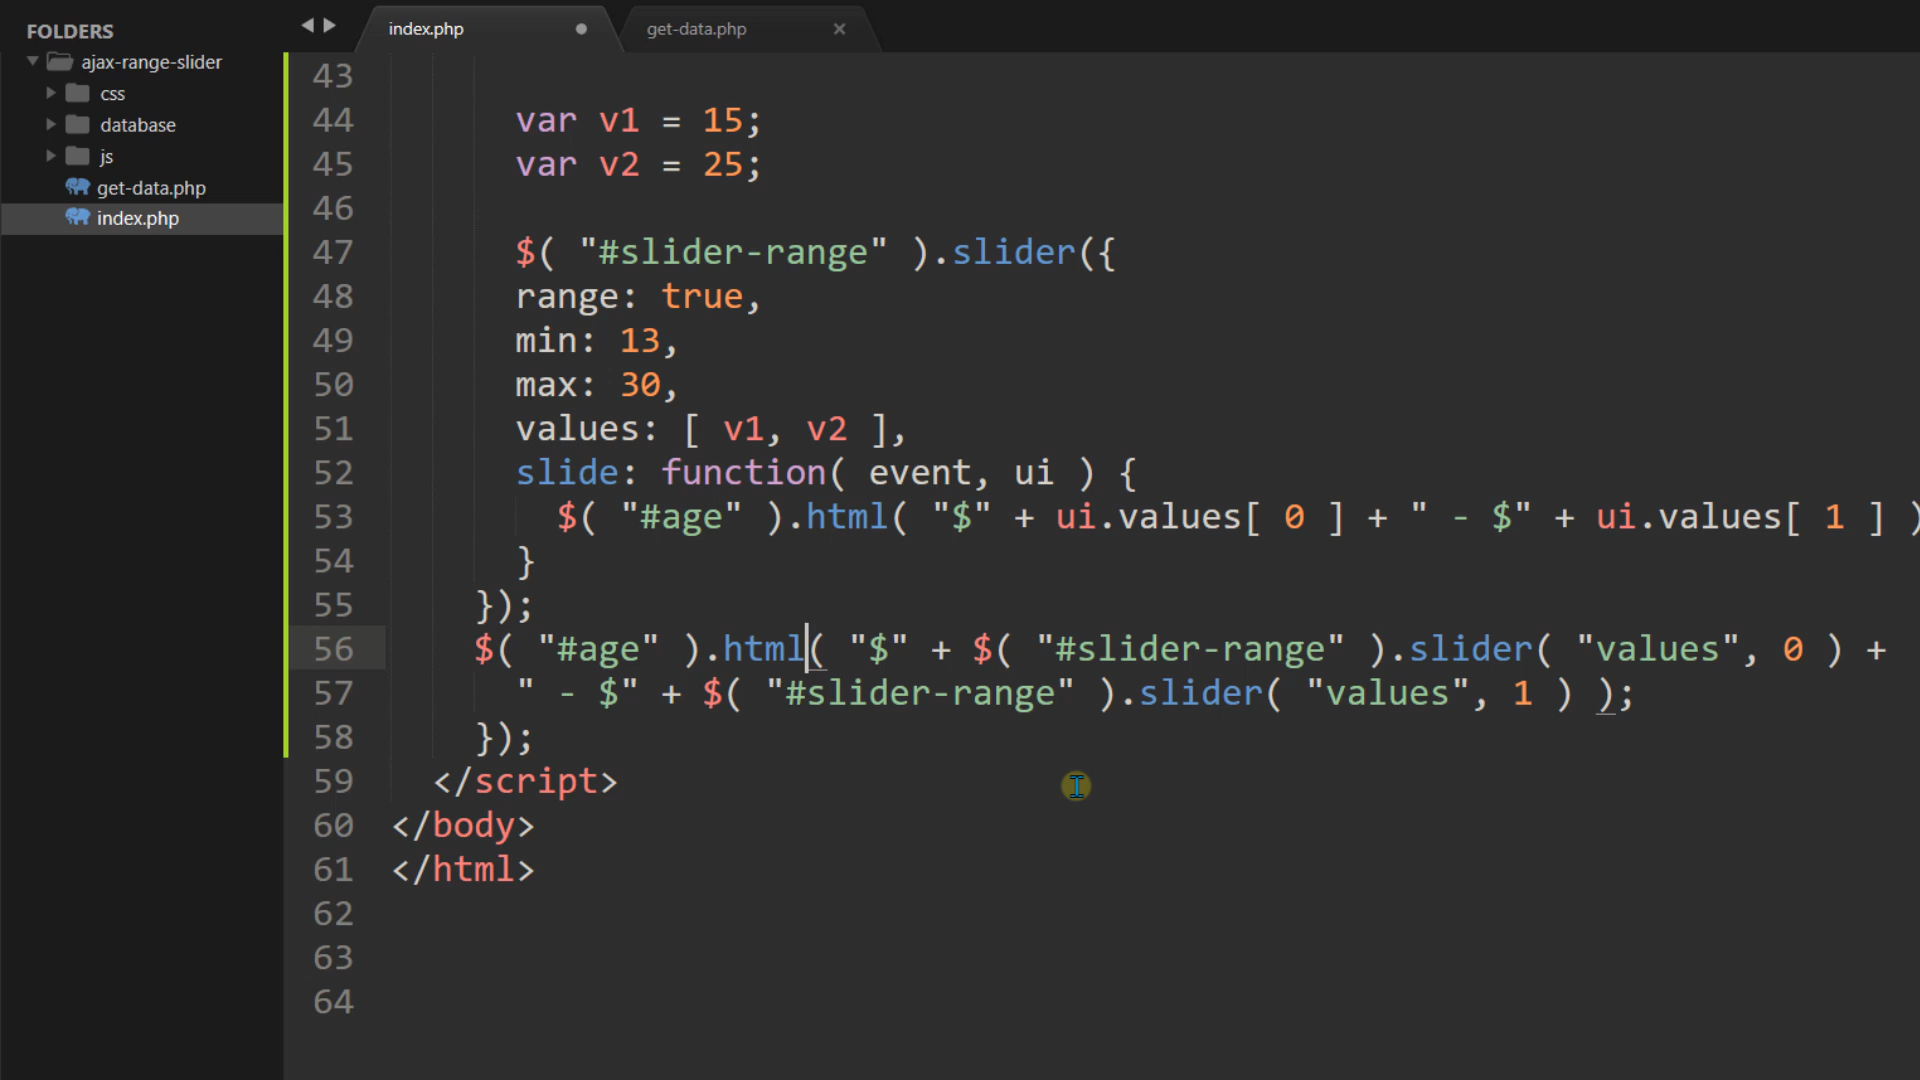 FOLDERS
ajax-range-slider
css
database
js
get-data.php
index.php
index.php
get-data.php ×
43
44 var v1 = 15;
45 var v2 = 25;
46
47 $( "#slider-range" ).slider({
48 range: true,
49 min: 13,
50 max: 30,
51 values: [ v1, v2 ],
52 slide: function( event, ui ) {
53 $( "#age" ).html( "$" + ui.values[ 0 ] + " - $" + ui.values[ 1 ] )
54 }
55 });
56 $( "#age" ).html( "$" + $( "#slider-range" ).slider( "values", 0 ) +
57 " - $" + $( "#slider-range" ).slider( "values", 1 ) );
58 });
59 </script>
60 </body>
61 </html>
62
63
64